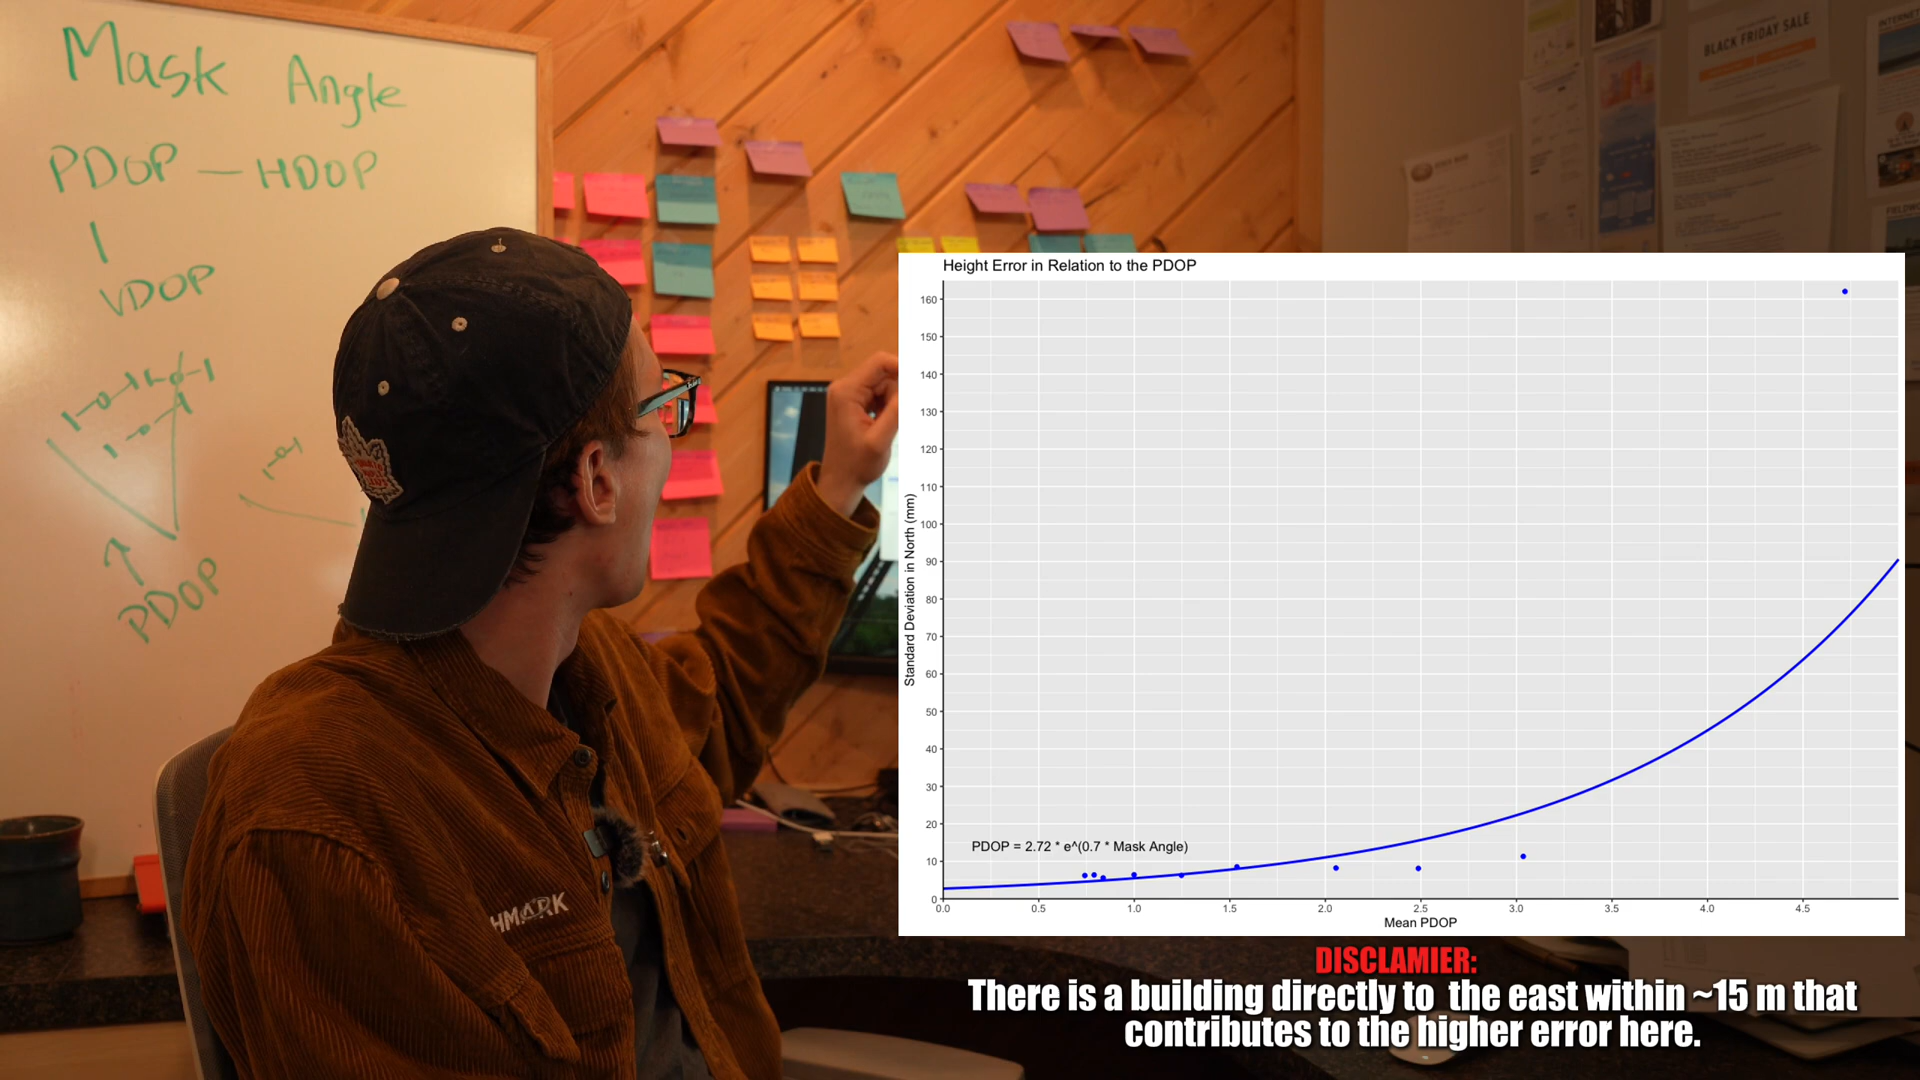 Mask Angle
PDOP — HDOP
VDOP
PDOP
HMARK
BLACK FRIDAY SALE
Height Error in Relation to the PDOP
Standard Deviation in North (mm)
160
150
140
130
120
110
100
90
80
70
60
50
40
30
20
10
0
PDOP = 2.72 * e^(0.7 * Mask Angle)
0.0 0.5 1.0 1.5 2.0 2.5 3.0 3.5 4.0 4.5
Mean PDOP
DISCLAMIER:
There is a building directly to the east within ~15 m that
contributes to the higher error here.